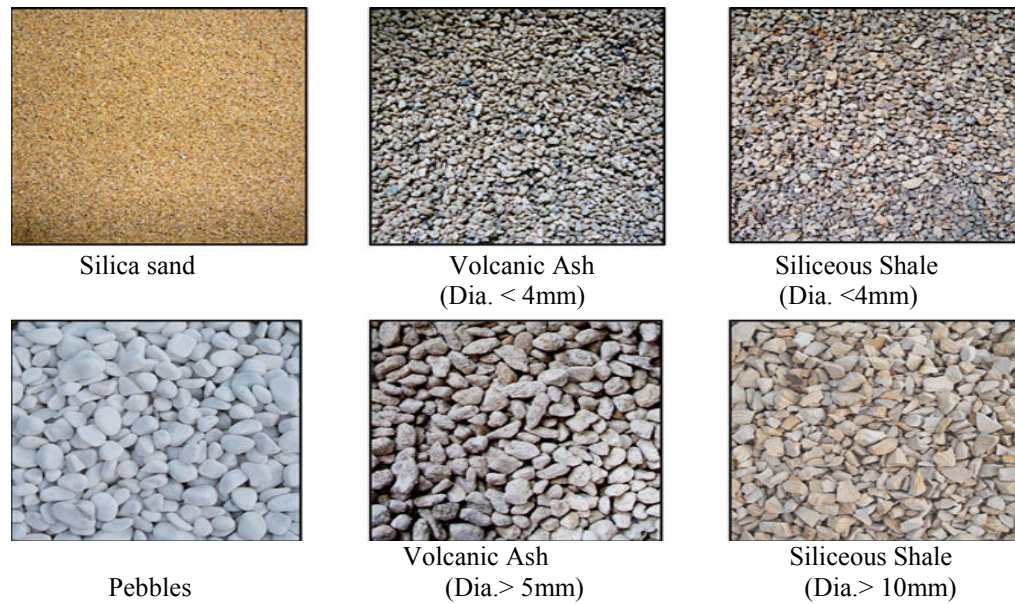 Silica sand
Volcanic Ash
(Dia. < 4mm)
Siliceous Shale
(Dia. <4mm)
Pebbles
Volcanic Ash
(Dia.> 5mm)
Siliceous Shale
(Dia.> 10mm)